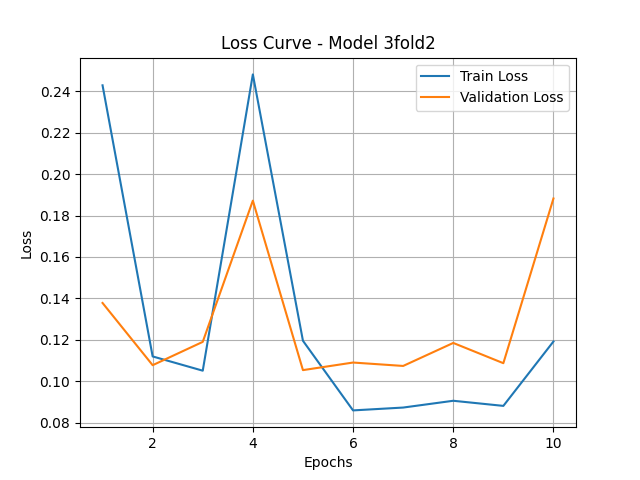 Loss Curve - Model 3fold2
Train Loss
Validation Loss
0.24
0.22
0.20
0.18
0.16
0.14
0.12
0.10
0.08
Loss
2
4
6
8
10
Epochs